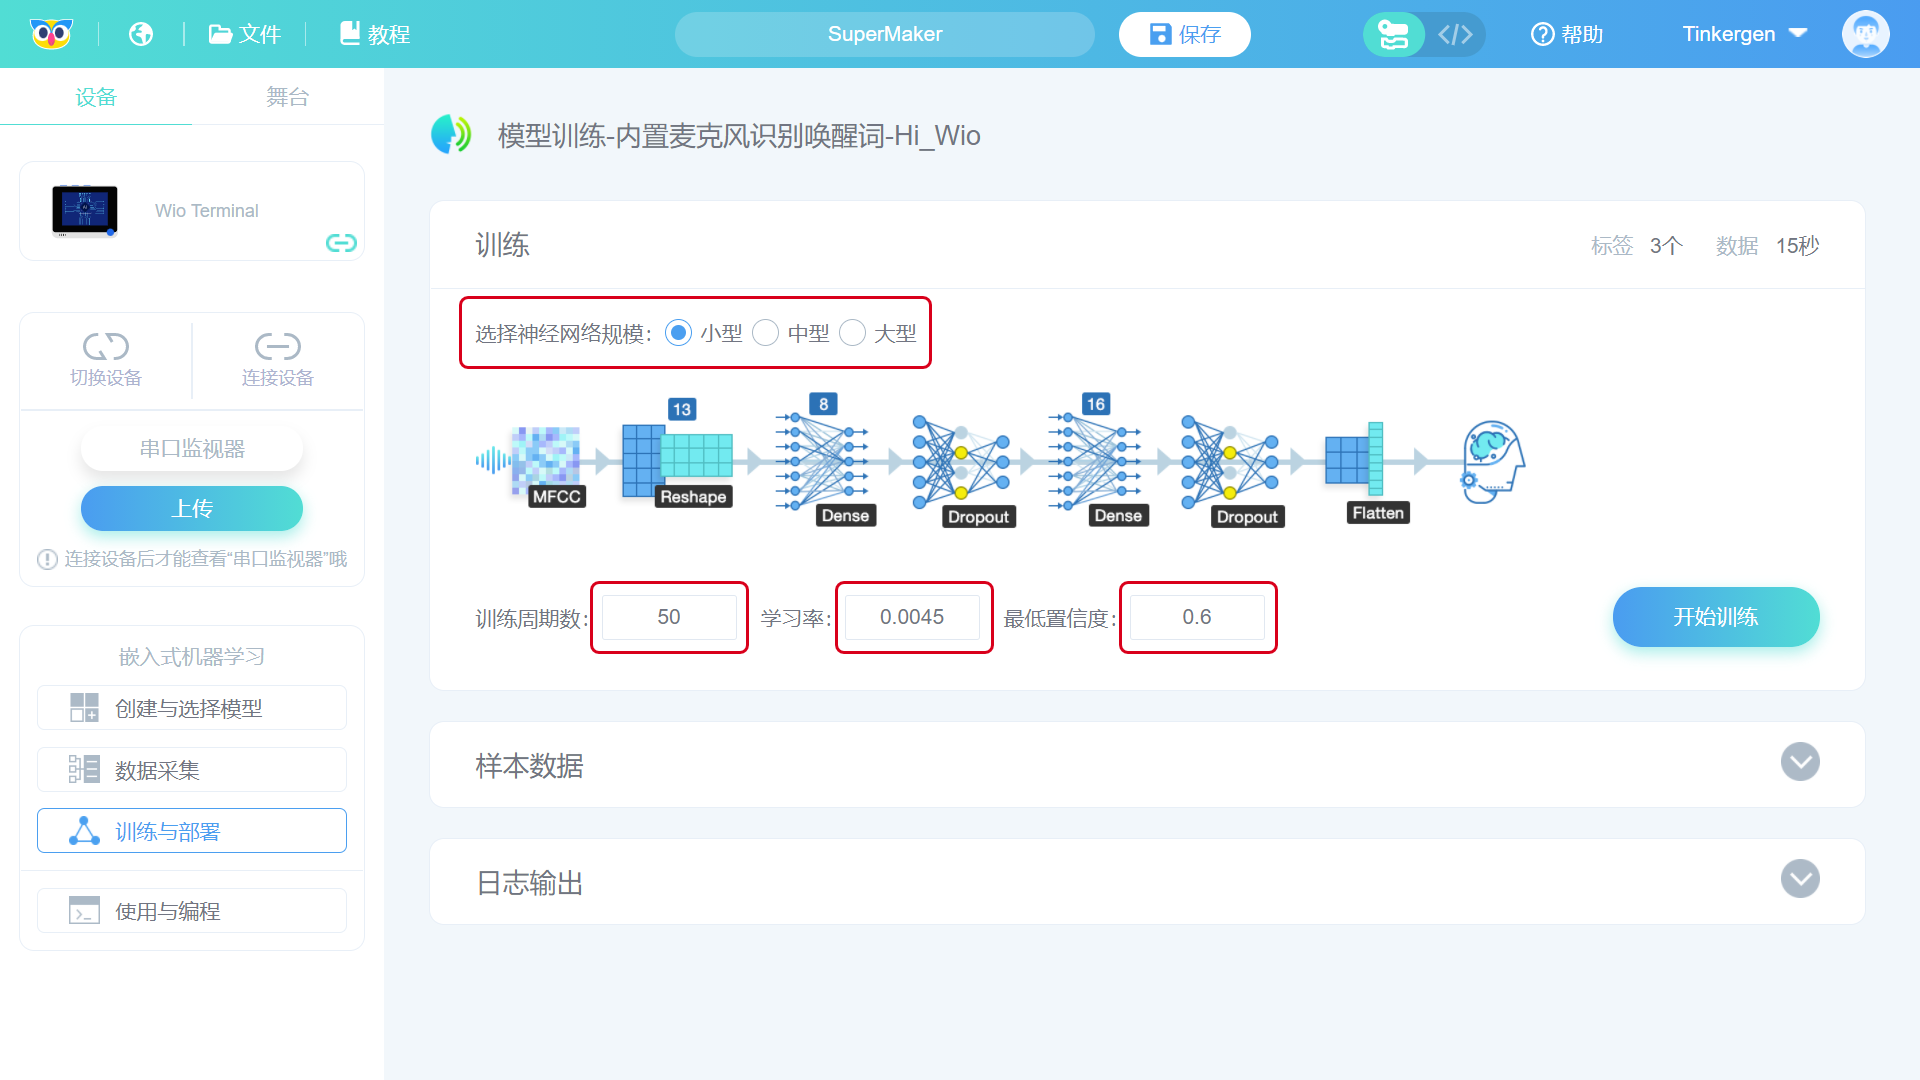 文件
教程
SuperMaker
保存
帮助
Tinkergen
设备
舞台
Wio Terminal
切换设备
连接设备
串口监视器
上传
连接设备后才能查看“串口监视器”哦
嵌入式机器学习
创建与选择模型
数据采集
训练与部署
使用与编程
模型训练-内置麦克风识别唤醒词-Hi_Wio
训练
标签 3个 数据 15秒
选择神经网络规模: 小型 中型 大型
13 8 16
MFCC Reshape Dense Dropout Dense Dropout Flatten
训练周期数: 50 学习率: 0.0045 最低置信度: 0.6
开始训练
样本数据
日志输出